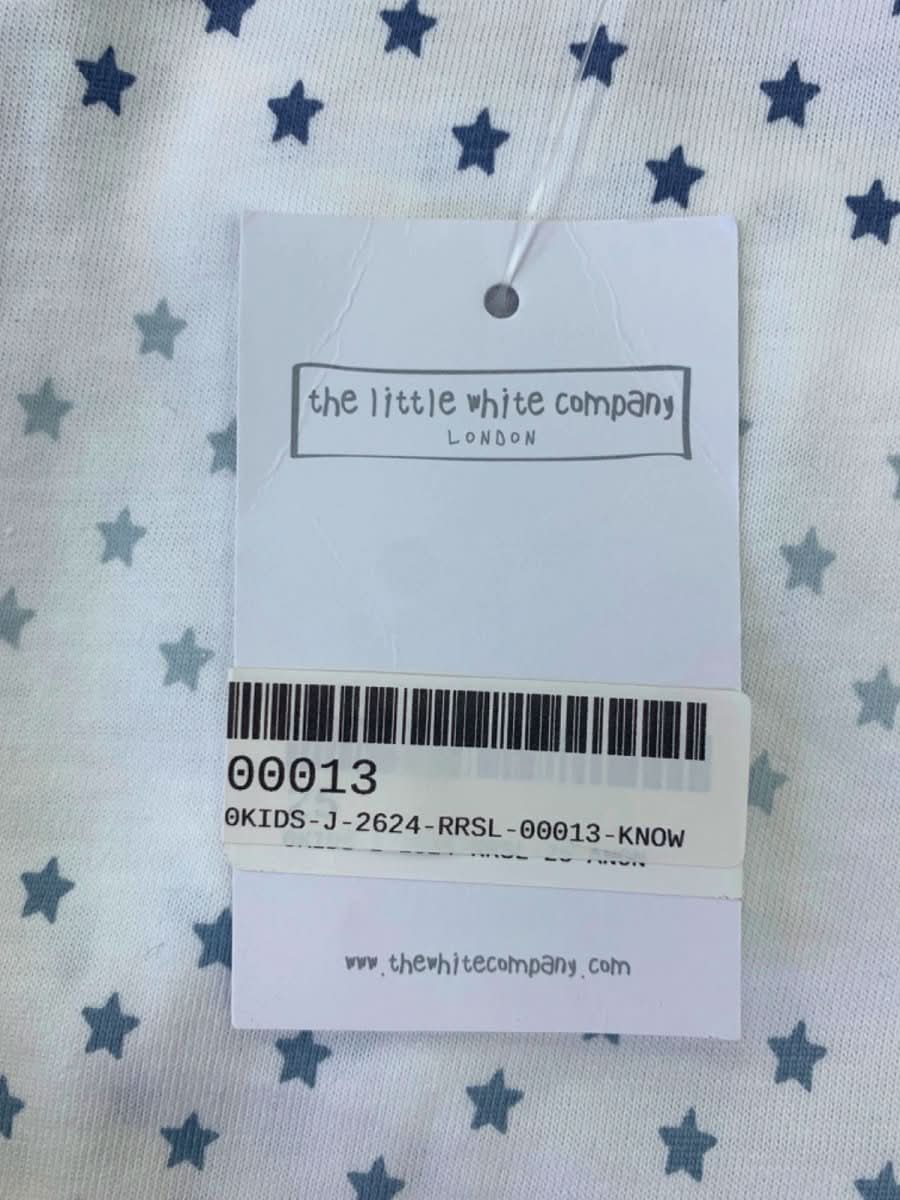 the little white company
LONDON
00013
0KIDS-J-2624-RRSL-00013-KNOW
www.thewhitecompany.com